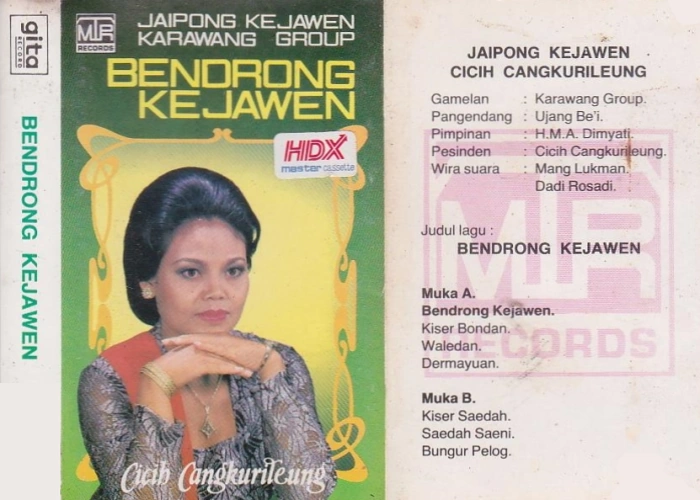 gita
RECORD
BENDRONG KEJAWEN
MTR
RECORDS
JAIPONG KEJAWEN
KARAWANG GROUP
BENDRONG
KEJAWEN
HDX
master cassette
Cicih Cangkurileung
JAIPONG KEJAWEN
CICIH CANGKURILEUNG
Gamelan : Karawang Group.
Pangendang : Ujang Be'i.
Pimpinan : H.M.A. Dimyati.
Pesinden : Cicih Cangkurileung.
Wira suara : Mang Lukman.
Dadi Rosadi.
Judul lagu :
BENDRONG KEJAWEN
Muka A.
Bendrong Kejawen.
Kiser Bondan.
Waledan.
Dermayuan.
Muka B.
Kiser Saedah.
Saedah Saeni.
Bungur Pelog.
MTR
RECORDS